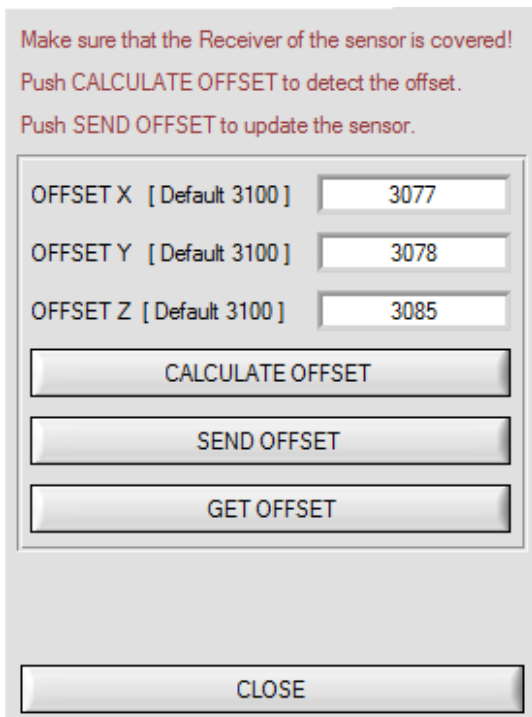 Make sure that the Receiver of the sensor is covered!
Push CALCULATE OFFSET to detect the offset.
Push SEND OFFSET to update the sensor.
OFFSET X [ Default 3100 ] 3077
OFFSET Y [ Default 3100 ] 3078
OFFSET Z [ Default 3100 ] 3085
CALCULATE OFFSET
SEND OFFSET
GET OFFSET
CLOSE